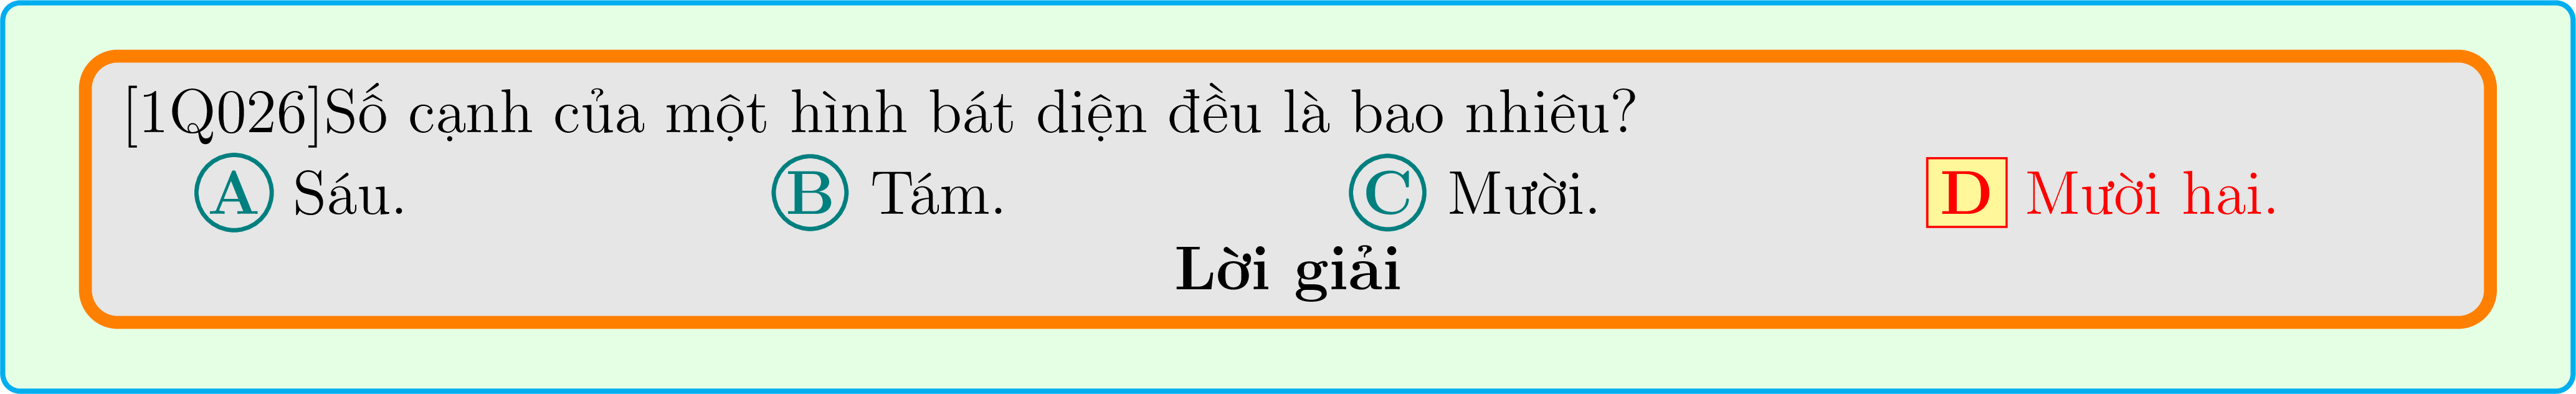 [1Q026]Số cạnh của một hình bát diện đều là bao nhiêu?
A Sáu. B Tám. C Mười. D Mười hai.
Lời giải